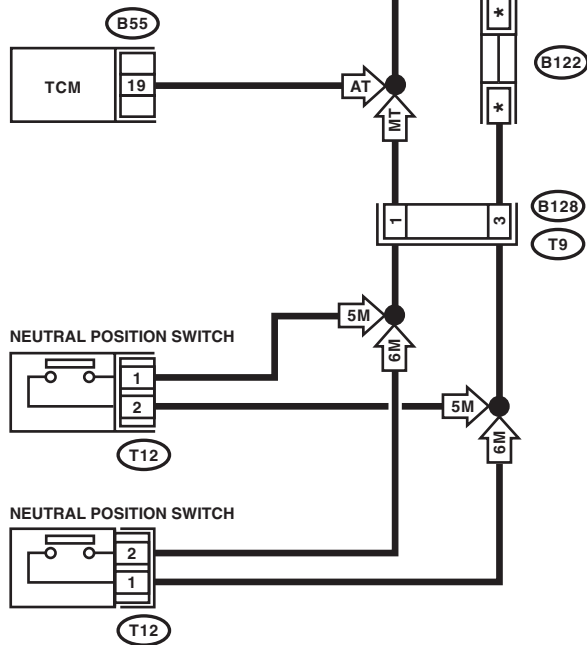 B55
*
TCM
19
AT
B122
*
MT
B128
1
3
T9
5M
NEUTRAL POSITION SWITCH
6M
1
2
5M
6M
T12
NEUTRAL POSITION SWITCH
2
1
T12